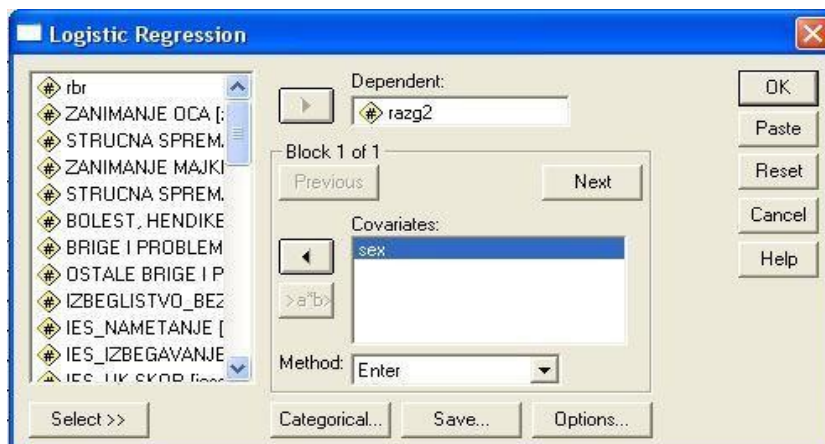 Logistic Regression
rbr
ZANIMANJE OCA [
STRUCNA SPREM
ZANIMANJE MAJKI
STRUCNA SPREM
BOLEST, HENDIKE
BRIGE I PROBLEM
OSTALE BRIGE I P
IZBEGLISTVO_BEZ
IES_NAMETANJE [
IES_IZBEGAVANJE
Select >>
Dependent:
razg2
Block 1 of 1
Previous
Next
Covariates:
sex
>a*b>
Method:
Enter
Categorical...
Save...
Options...
OK
Paste
Reset
Cancel
Help